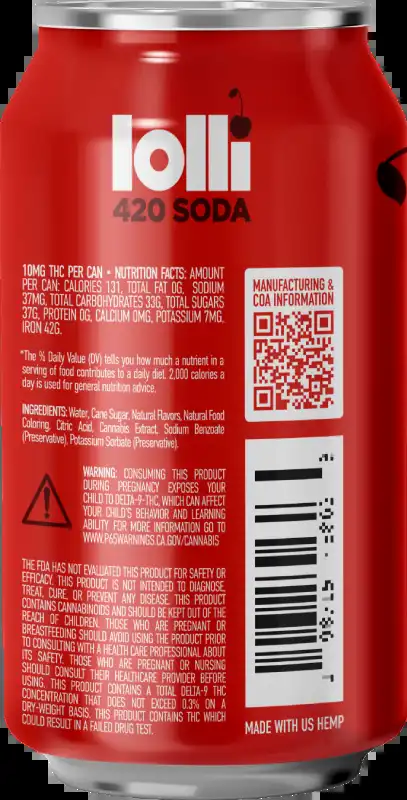 lolli
420 SODA
10MG THC PER CAN • NUTRITION FACTS: AMOUNT
PER CAN: CALORIES 131, TOTAL FAT 0G, SODIUM
37MG, TOTAL CARBOHYDRATES 33G, TOTAL SUGARS
37G, PROTEIN 0G, CALCIUM 0MG, POTASSIUM 7MG,
IRON 42G.
*The % Daily Value (DV) tells you how much a nutrient in a
serving of food contributes to a daily diet. 2,000 calories a
day is used for general nutrition advice.
INGREDIENTS: Water, Cane Sugar, Natural Flavors, Natural Food
Coloring, Citric Acid, Cannabis Extract, Sodium Benzoate
(Preservative), Potassium Sorbate (Preservative).
WARNING: CONSUMING THIS PRODUCT
DURING PREGNANCY EXPOSES YOUR
CHILD TO DELTA-9-THC, WHICH CAN AFFECT
YOUR CHILD'S BEHAVIOR AND LEARNING
ABILITY. FOR MORE INFORMATION GO TO
WWW.P65WARNINGS.CA.GOV/CANNABIS
THE FDA HAS NOT EVALUATED THIS PRODUCT FOR SAFETY OR
EFFICACY. THIS PRODUCT IS NOT INTENDED TO DIAGNOSE,
TREAT, CURE, OR PREVENT ANY DISEASE. THIS PRODUCT
CONTAINS CANNABINOIDS AND SHOULD BE KEPT OUT OF THE
REACH OF CHILDREN. THOSE WHO ARE PREGNANT OR
BREASTFEEDING SHOULD AVOID USING THE PRODUCT PRIOR
TO CONSULTING WITH A HEALTH CARE PROFESSIONAL ABOUT
ITS SAFETY. THOSE WHO ARE PREGNANT OR NURSING
SHOULD CONSULT THEIR HEALTHCARE PROVIDER BEFORE
USING. THIS PRODUCT CONTAINS A TOTAL DELTA-9 THC
CONCENTRATION THAT DOES NOT EXCEED 0.3% ON A
DRY-WEIGHT BASIS. THIS PRODUCT CONTAINS THC WHICH
COULD RESULT IN A FAILED DRUG TEST.
MANUFACTURING &
COA INFORMATION
MADE WITH US HEMP